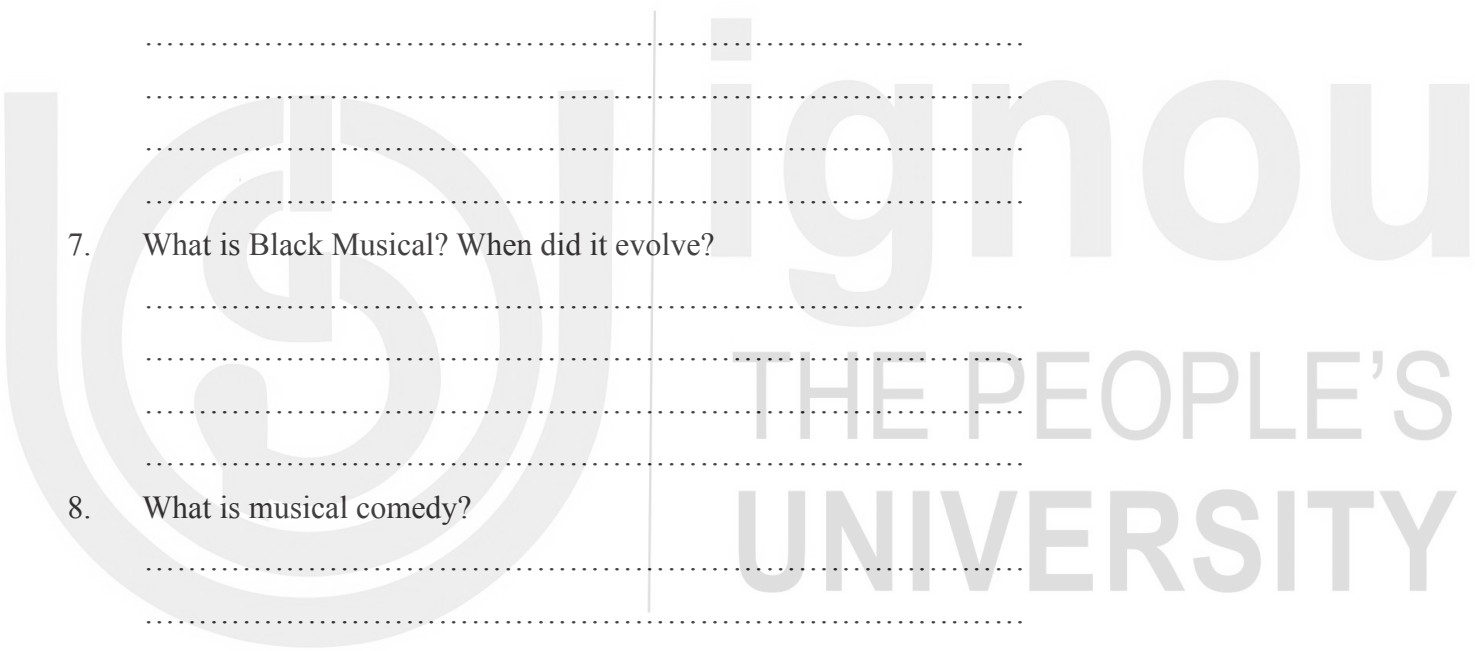 7. What is Black Musical? When did it evolve?
8. What is musical comedy?
ignou
THE PEOPLE'S
UNIVERSITY